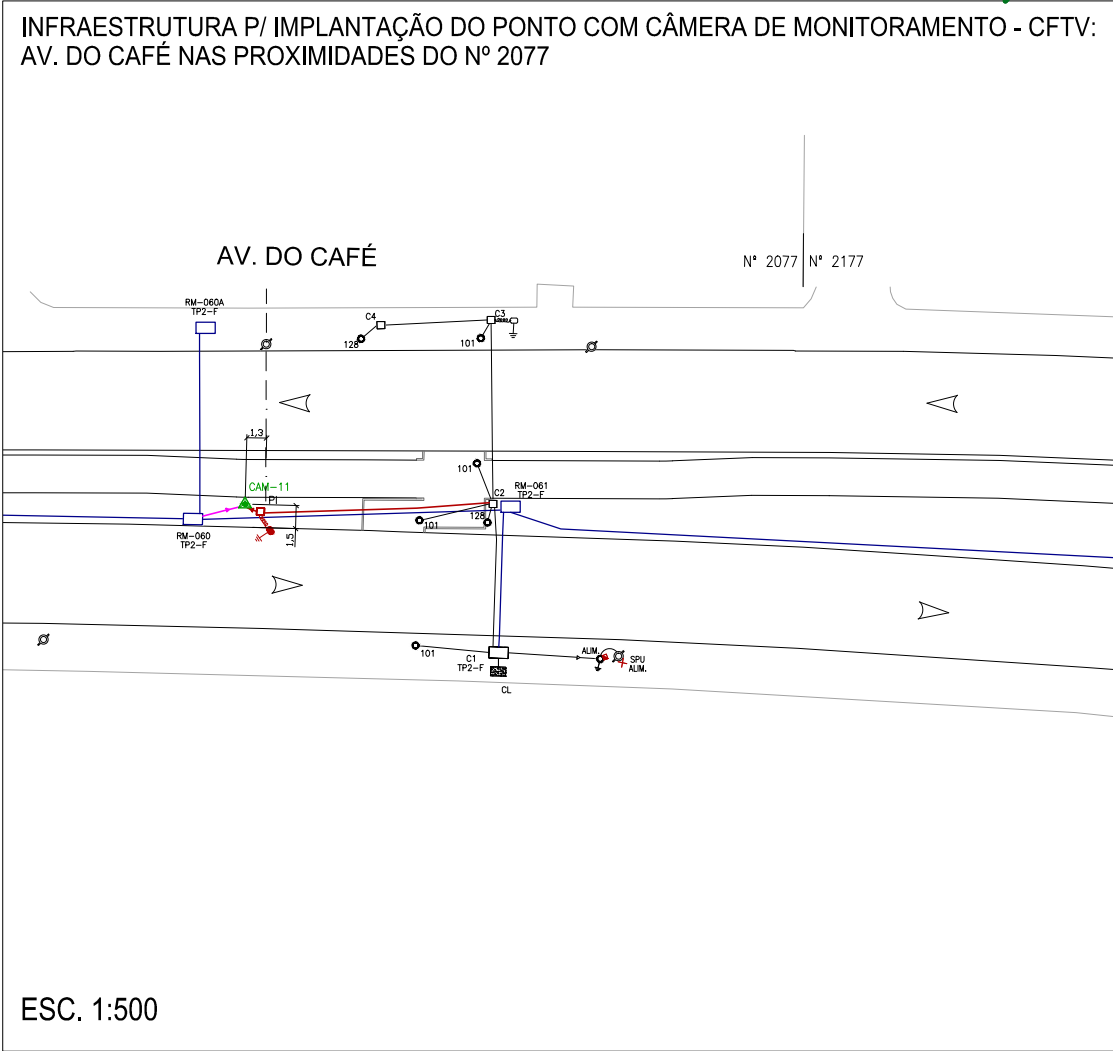 INFRAESTRUTURA P/ IMPLANTAÇÃO DO PONTO COM CÂMERA DE MONITORAMENTO - CFTV:
AV. DO CAFÉ NAS PROXIMIDADES DO Nº 2077
AV. DO CAFÉ
Nº 2077
Nº 2177
RM-060A
TP2-F
C4
C3
128
101
1,3
101
CAM-11
PI
C2
RM-061
TP2-F
101
128
RM-060
TP2-F
1,5
101
C1
TP2-F
ALIM.
SPU
ALIM.
CL
ESC. 1:500